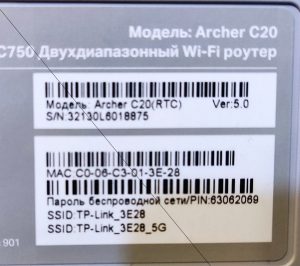 Модель: Archer C20
C750 Двухдиапазонный Wi-Fi роутер
Модель: Archer C20(RTC) Ver:5.0
S/N:32130L6018875
MAC C0-06-C3-01-3E-28
Пароль беспроводной сети/PIN:63062069
SSID:TP-Link_3E28
SSID:TP-Link_3E28_5G
901